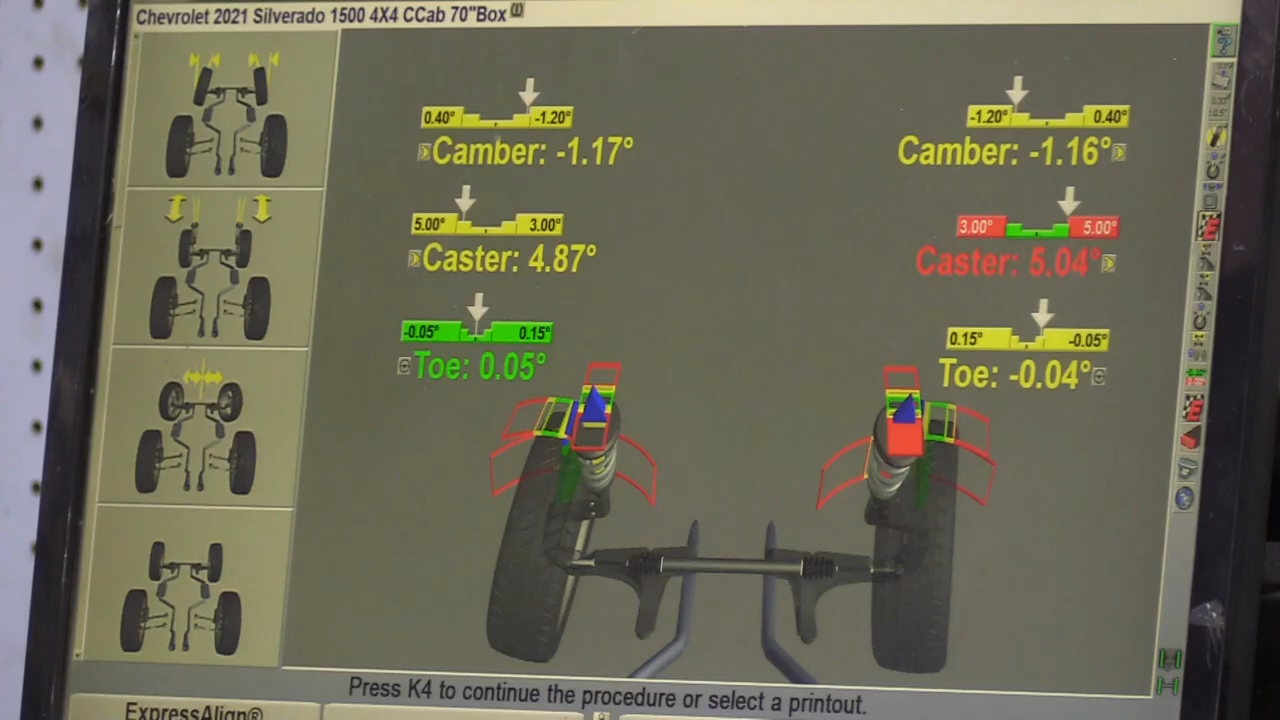 Chevrolet 2021 Silverado 1500 4X4 CCab 70"Box
0.40° -1.20°
Camber: -1.17°
-1.20° 0.40°
Camber: -1.16°
5.00° 3.00°
Caster: 4.87°
3.00° 5.00°
Caster: 5.04°
-0.05° 0.15°
Toe: 0.05°
0.15° -0.05°
Toe: -0.04°
Press K4 to continue the procedure or select a printout.
ExpressAlign®